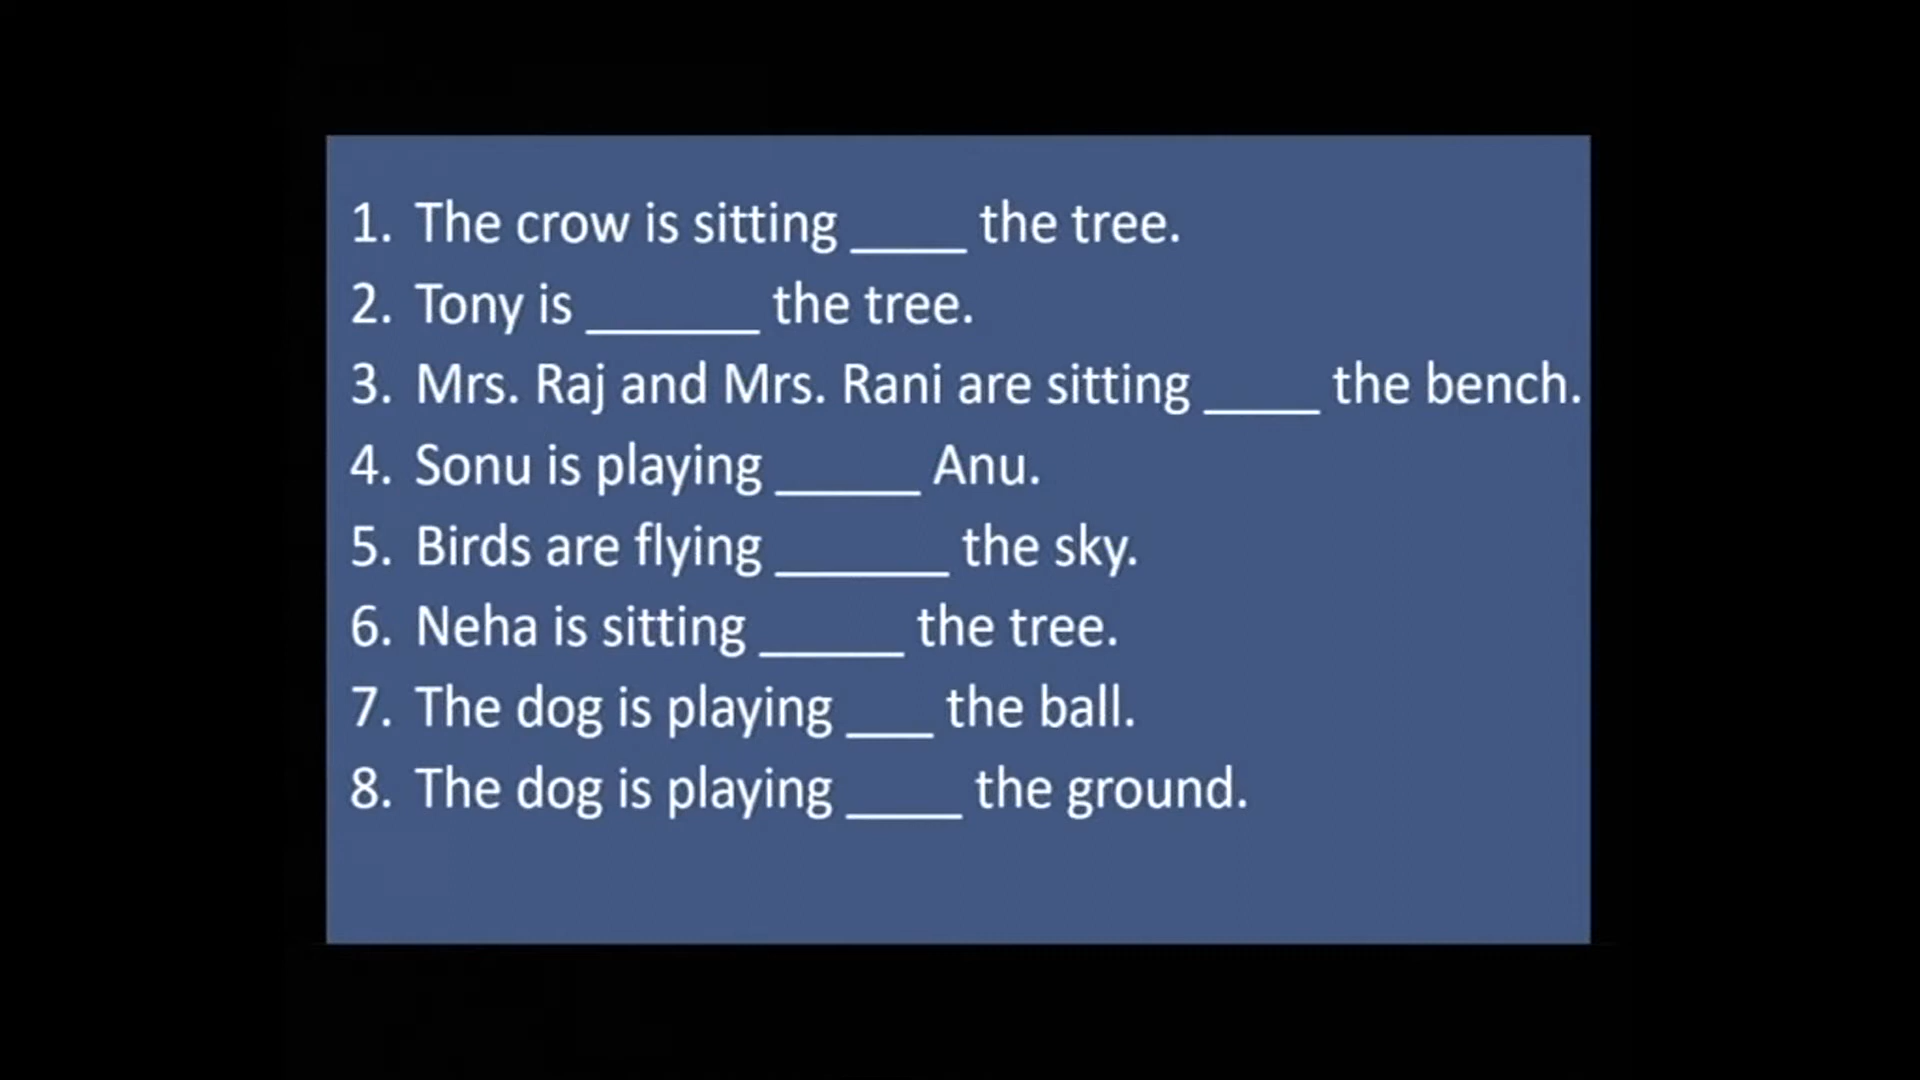 1. The crow is sitting ____ the tree.
2. Tony is ______ the tree.
3. Mrs. Raj and Mrs. Rani are sitting ____ the bench.
4. Sonu is playing _____ Anu.
5. Birds are flying ______ the sky.
6. Neha is sitting _____ the tree.
7. The dog is playing ___ the ball.
8. The dog is playing ____ the ground.